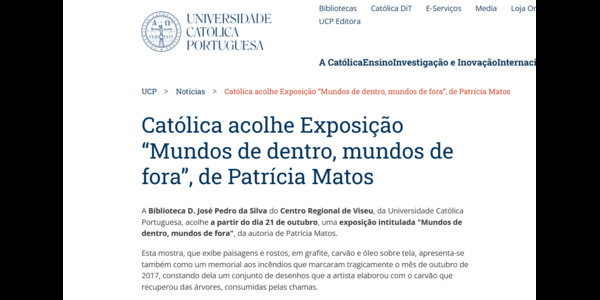 UNIVERSIDADE
CATOLICA
PORTUGUESA
Bibliotecas Católica DiT E-Serviços Media Loja On
UCP Editora
A CatólicaEnsinoInvestigação e InovaçãoInternaci
UCP > Notícias > Católica acolhe Exposição “Mundos de dentro, mundos de fora”, de Patrícia Matos
Católica acolhe Exposição
“Mundos de dentro, mundos de
fora”, de Patrícia Matos
A Biblioteca D. José Pedro da Silva do Centro Regional de Viseu, da Universidade Católica
Portuguesa, acolhe a partir do dia 21 de outubro, uma exposição intitulada "Mundos de
dentro, mundos de fora", da autoria de Patrícia Matos.
Esta mostra, que exibe paisagens e rostos, em grafite, carvão e óleo sobre tela, apresenta-se
também como um memorial aos incêndios que marcaram tragicamente o mês de outubro de
2017, constando dela um conjunto de desenhos que a artista elaborou com o carvão que
recuperou das árvores, consumidas pelas chamas.